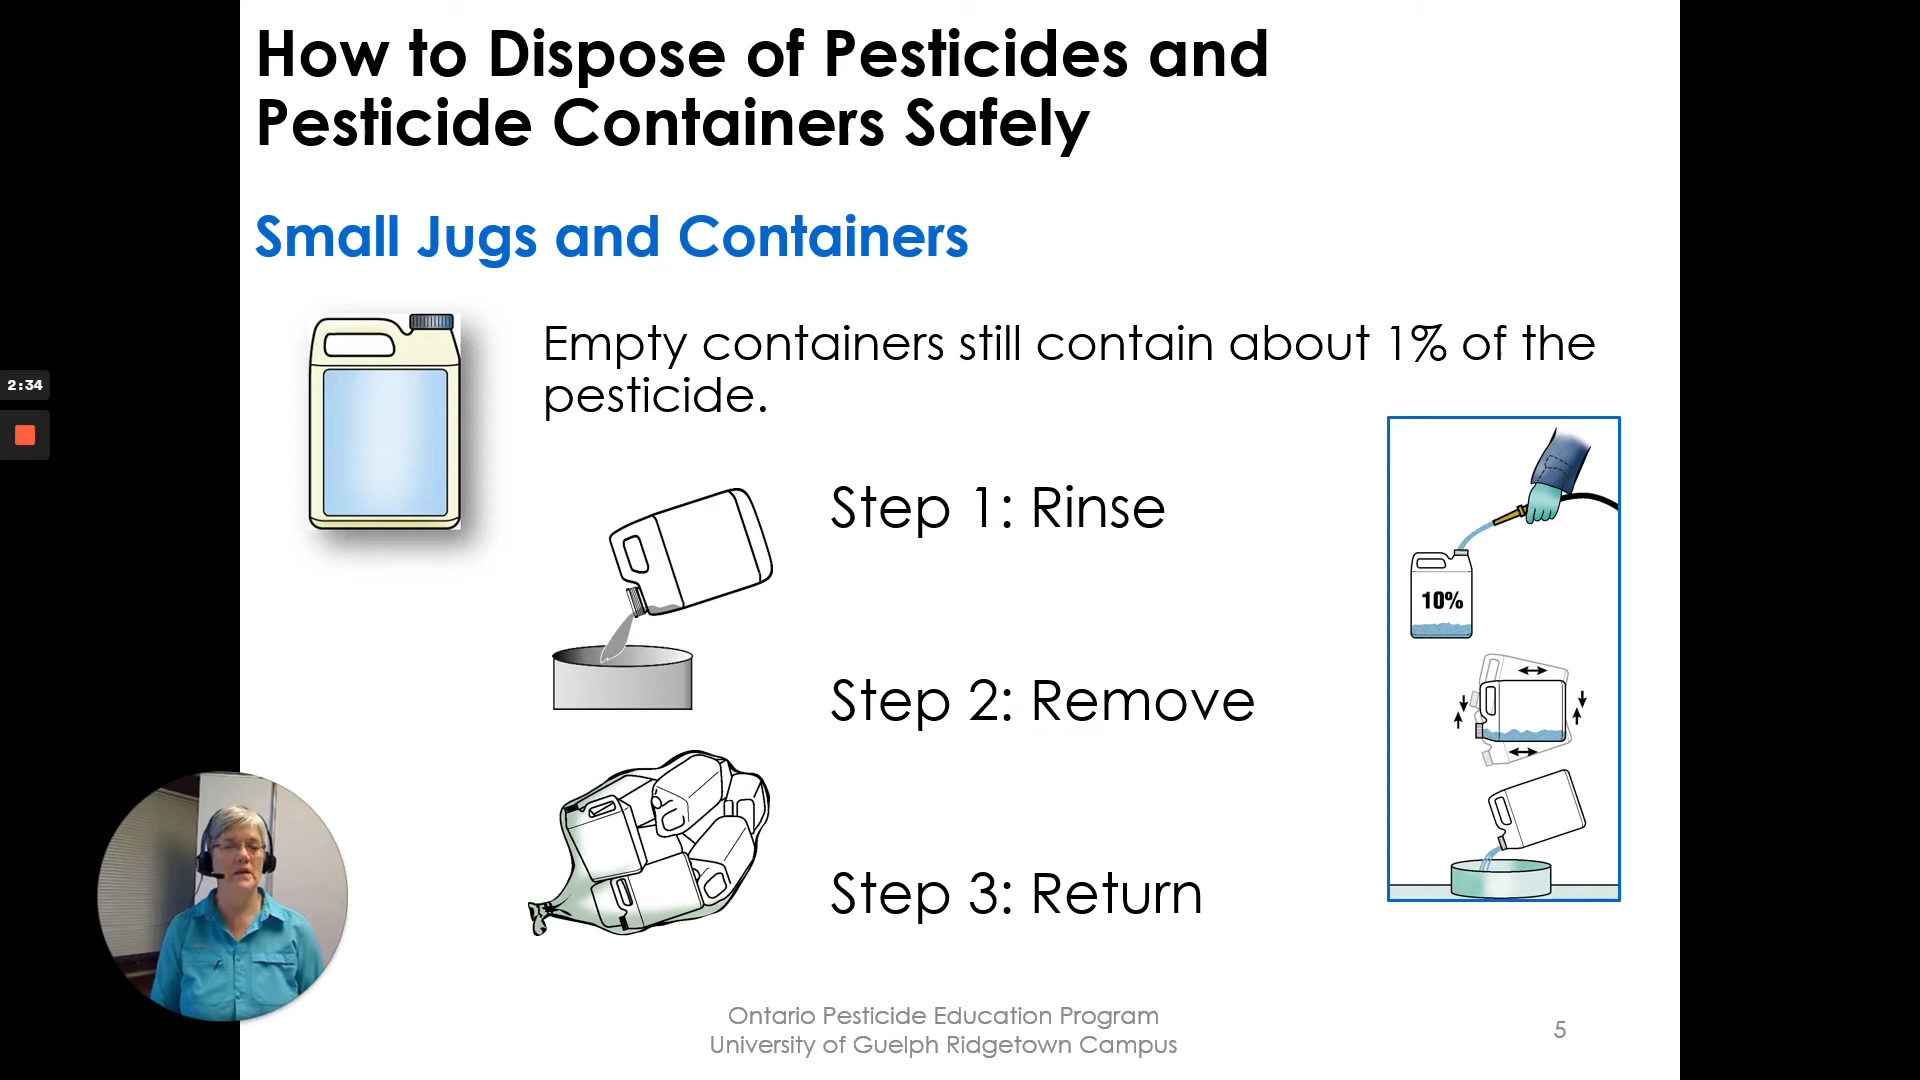 How to Dispose of Pesticides and
Pesticide Containers Safely
Small Jugs and Containers
Empty containers still contain about 1% of the
pesticide.
2:34
Step 1: Rinse
10%
Step 2: Remove
Step 3: Return
Ontario Pesticide Education Program
University of Guelph Ridgetown Campus
5